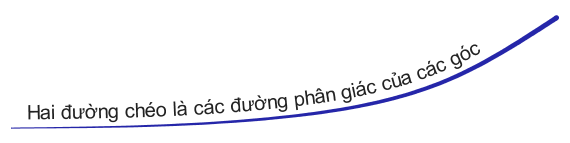 Hai đường chéo là các đường phân giác của các góc